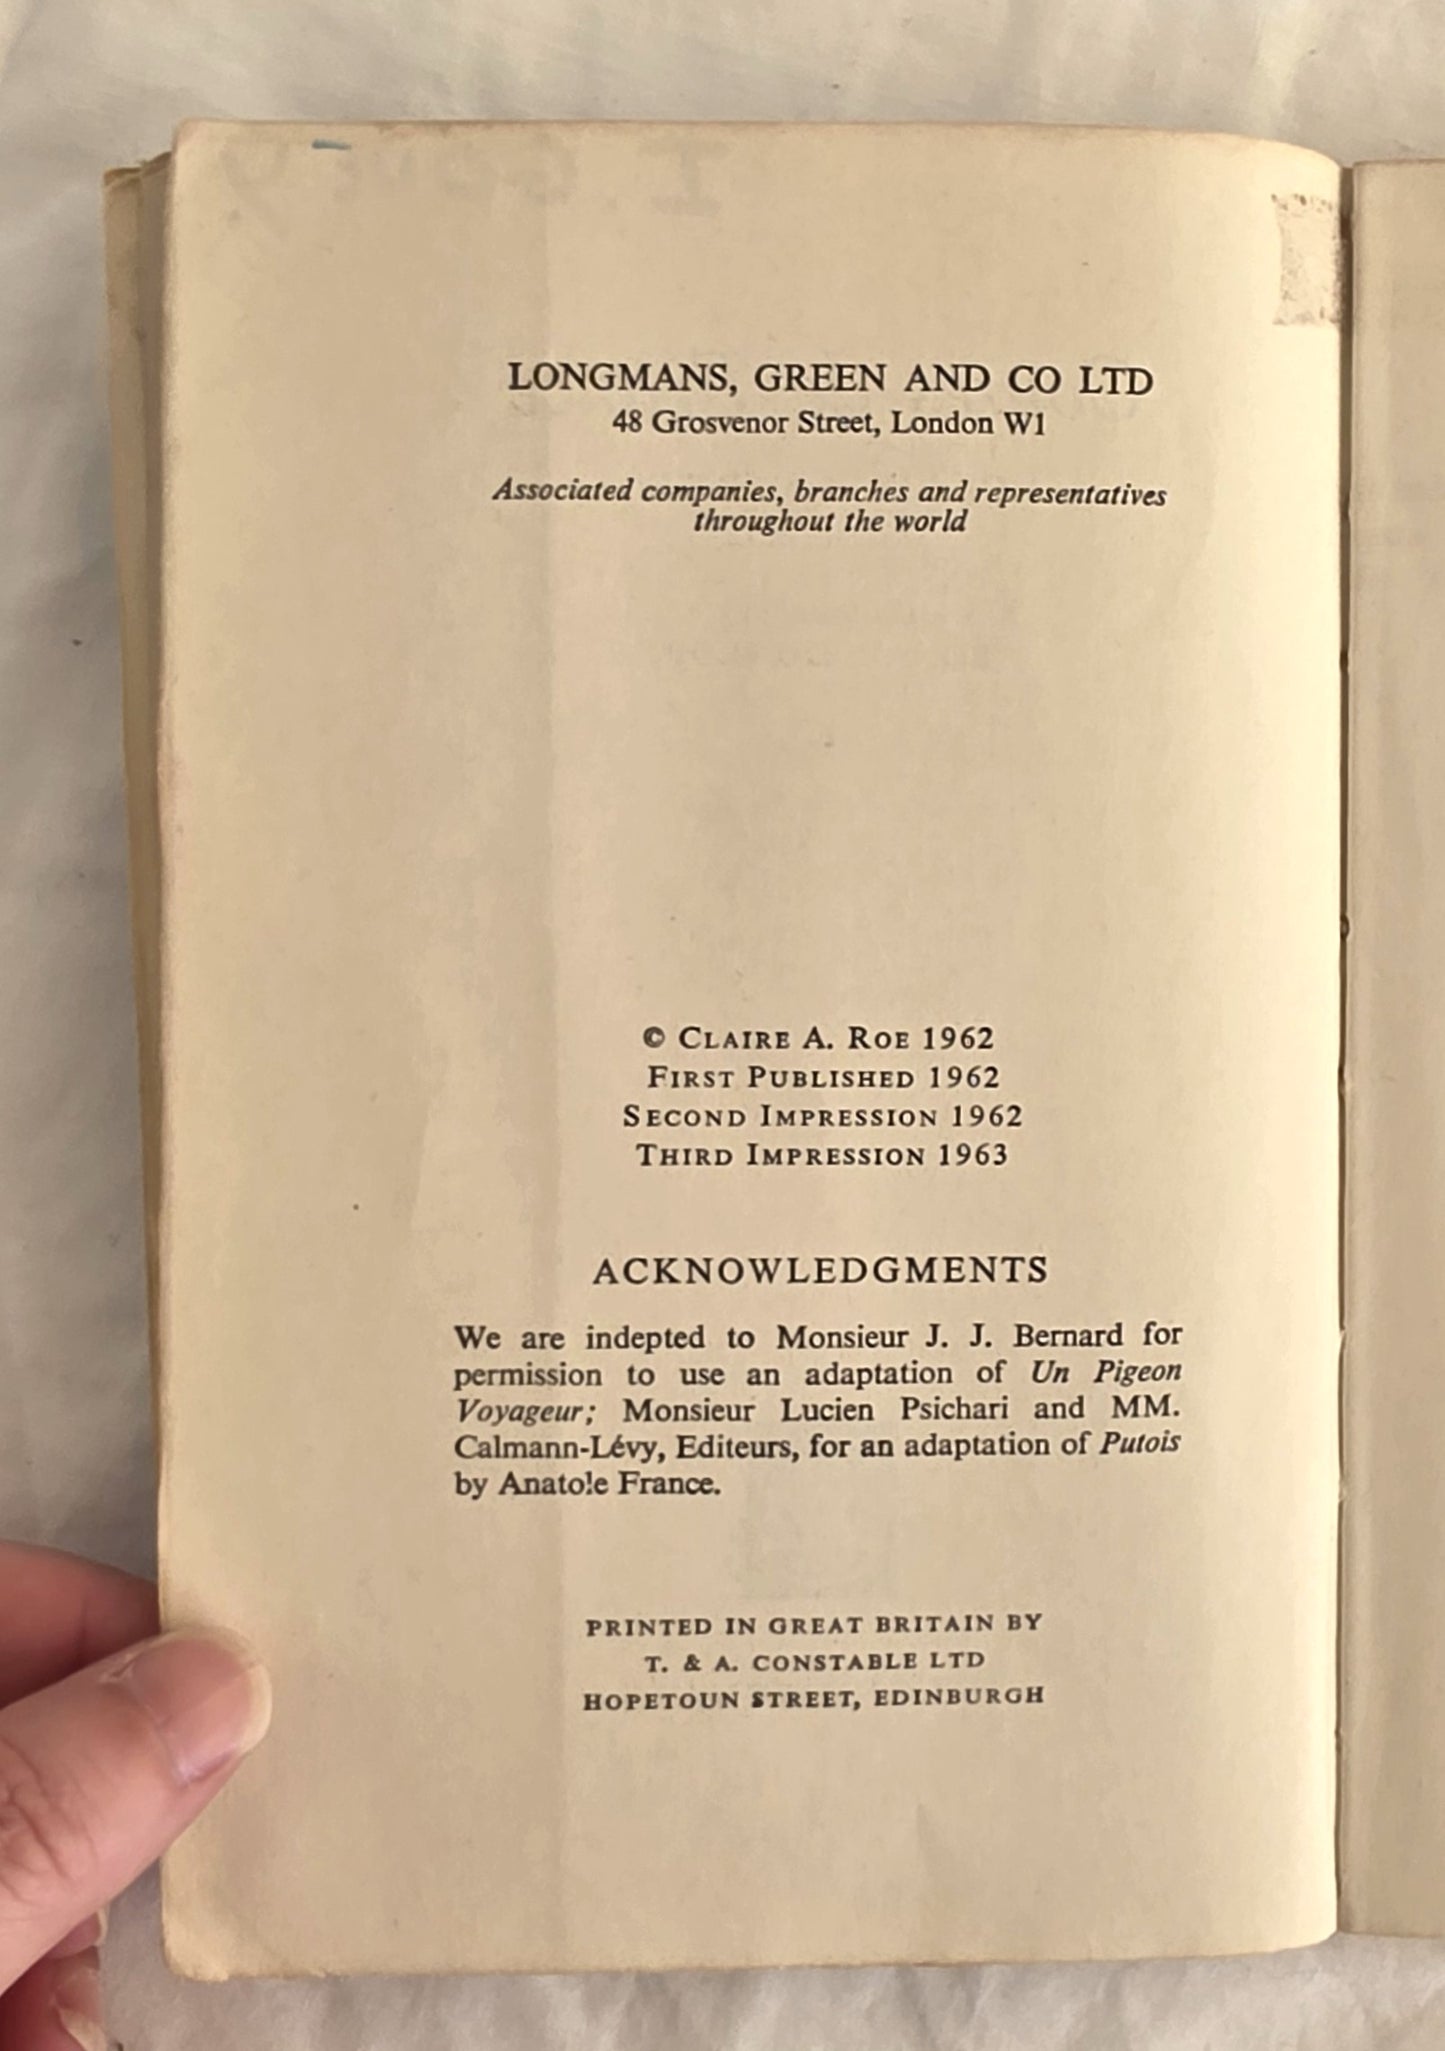 LONGMANS, GREEN AND CO LTD
48 Grosvenor Street, London W1
Associated companies, branches and representatives
throughout the world
© CLAIRE A. ROE 1962
FIRST PUBLISHED 1962
SECOND IMPRESSION 1962
THIRD IMPRESSION 1963
ACKNOWLEDGMENTS
We are indepted to Monsieur J. J. Bernard for
permission to use an adaptation of Un Pigeon
Voyageur; Monsieur Lucien Psichari and MM.
Calmann-Lévy, Editeurs, for an adaptation of Putois
by Anatole France.
PRINTED IN GREAT BRITAIN BY
T. & A. CONSTABLE LTD
HOPETOUN STREET, EDINBURGH